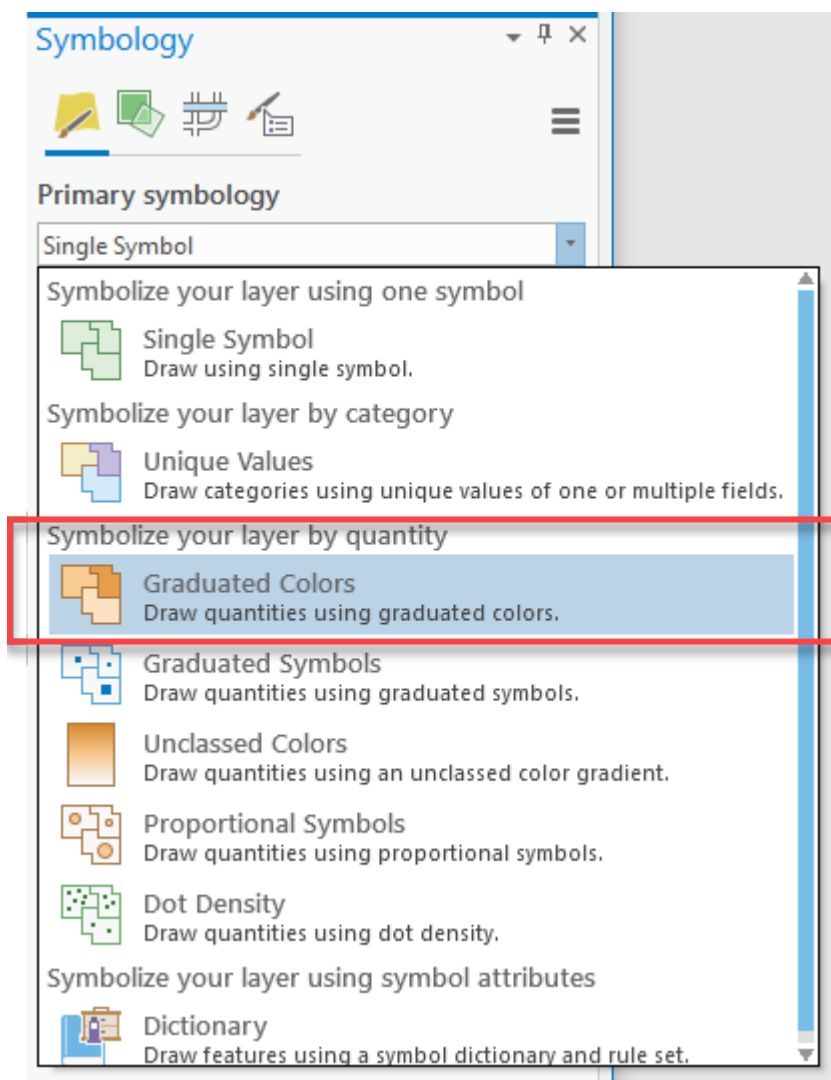 Symbology
Primary symbology
Single Symbol
Symbolize your layer using one symbol
Single Symbol
Draw using single symbol.
Symbolize your layer by category
Unique Values
Draw categories using unique values of one or multiple fields.
Symbolize your layer by quantity
Graduated Colors
Draw quantities using graduated colors.
Graduated Symbols
Draw quantities using graduated symbols.
Unclassed Colors
Draw quantities using an unclassed color gradient.
Proportional Symbols
Draw quantities using proportional symbols.
Dot Density
Draw quantities using dot density.
Symbolize your layer using symbol attributes
Dictionary
Draw features using a symbol dictionary and rule set.